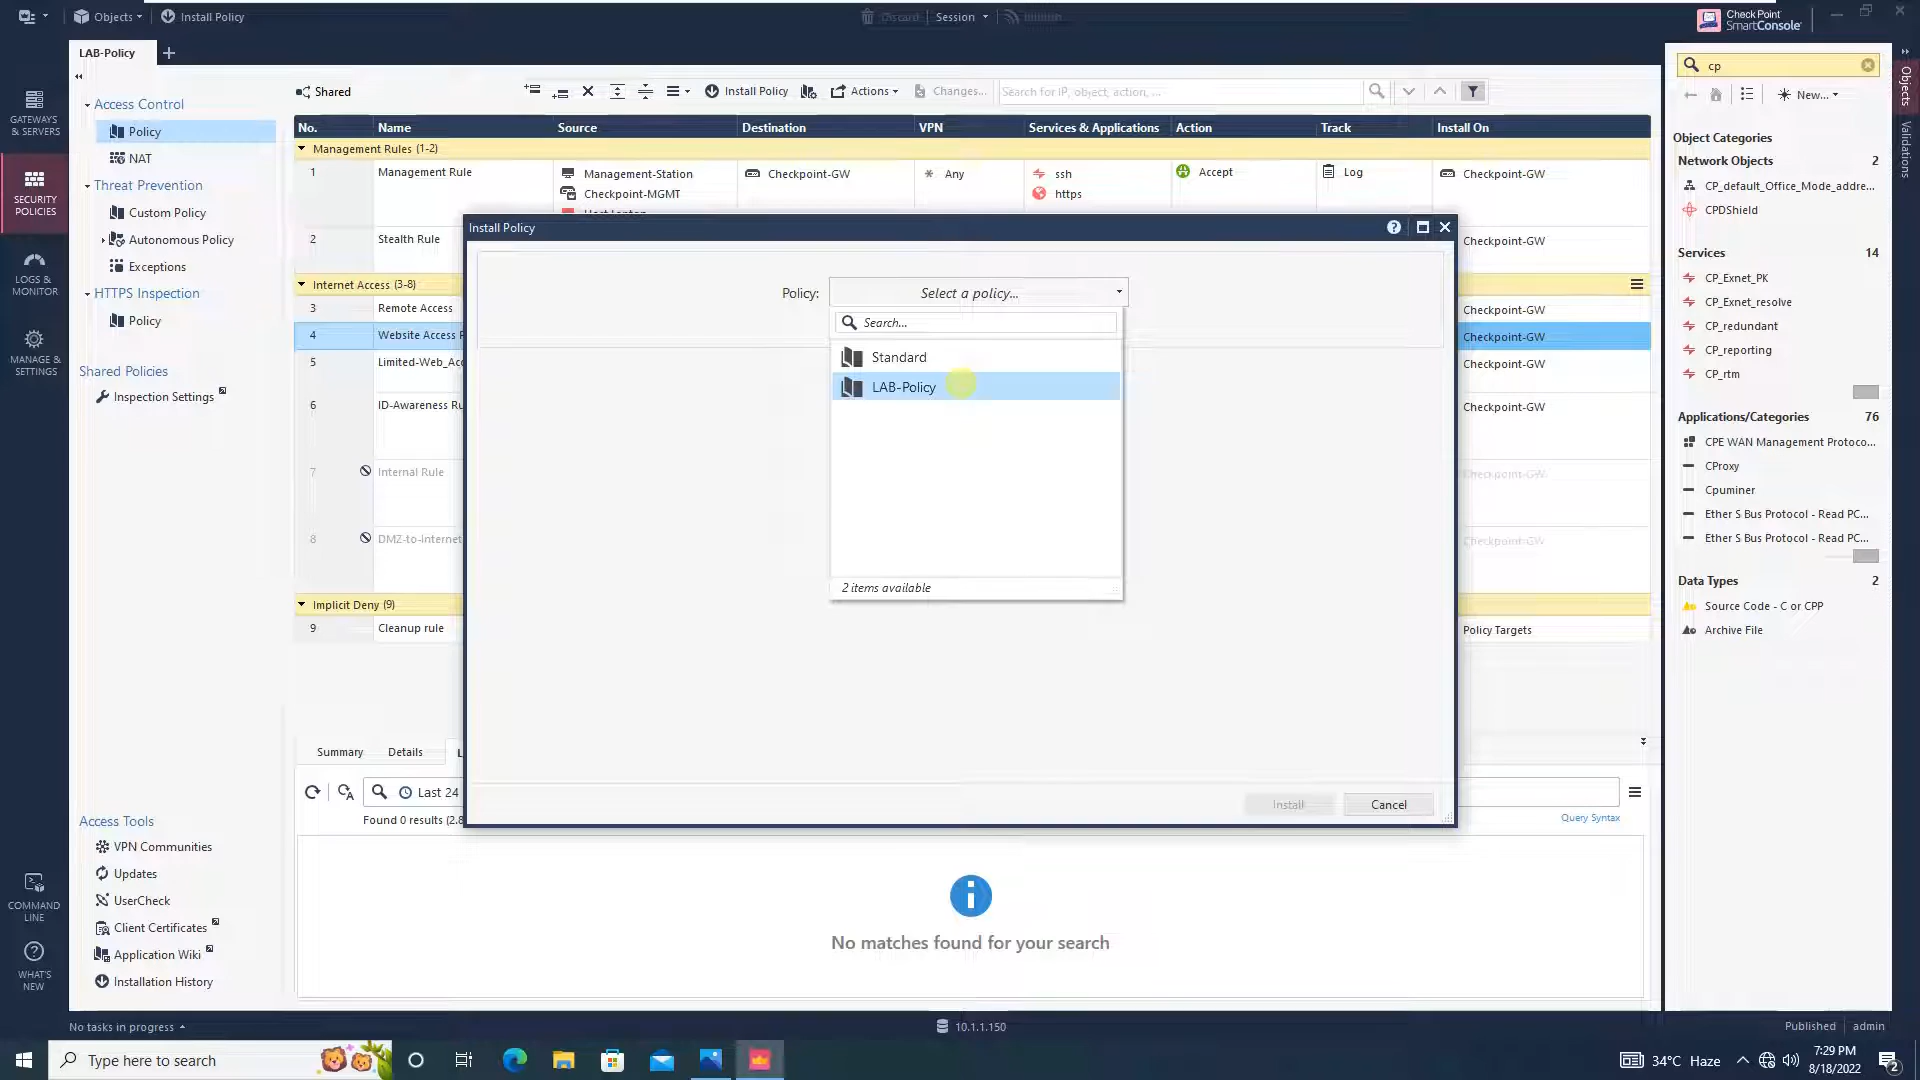 Objects
Install Policy
Discard
Session
Check Point
SmartConsole
LAB-Policy
GATEWAYS
& SERVERS
SECURITY
POLICIES
LOGS &
MONITOR
MANAGE &
SETTINGS
COMMAND
LINE
WHAT'S
NEW
Access Control
Policy
NAT
Threat Prevention
Custom Policy
Autonomous Policy
Exceptions
HTTPS Inspection
Policy
Shared Policies
Inspection Settings
Access Tools
VPN Communities
Updates
UserCheck
Client Certificates
Application Wiki
Installation History
Shared
Install Policy
Actions
Changes...
Search for IP, object, action, ...
No. Name Source Destination VPN Services & Applications Action Track Install On
Management Rules (1-2)
1 Management Rule Management-Station Checkpoint-GW Any ssh Accept Log Checkpoint-GW
Checkpoint-MGMT https
2 Stealth Rule Checkpoint-GW
Internet Access (3-8)
3 Remote Access Checkpoint-GW
4 Website Access Checkpoint-GW
5 Limited-Web_Acc Checkpoint-GW
6 ID-Awareness Ru Checkpoint-GW
7 Internal Rule Checkpoint-GW
8 DMZ-to-Internet Checkpoint-GW
Implicit Deny (9)
9 Cleanup rule Policy Targets
Install Policy
Policy: Select a policy...
Search...
Standard
LAB-Policy
2 items available
Install
Cancel
Summary
Details
Last 24
Found 0 results (2.8
Query Syntax
No matches found for your search
cp
New...
Objects
Validations
Object Categories
Network Objects 2
CP_default_Office_Mode_addre...
CPDShield
Services 14
CP_Exnet_PK
CP_Exnet_resolve
CP_redundant
CP_reporting
CP_rtm
Applications/Categories 76
CPE WAN Management Protoco...
CProxy
Cpuminer
Ether S Bus Protocol - Read PC...
Ether S Bus Protocol - Read PC...
Data Types 2
Source Code - C or CPP
Archive File
No tasks in progress
10.1.1.150
Published
admin
Type here to search
34°C Haze
7:29 PM
8/18/2022
2